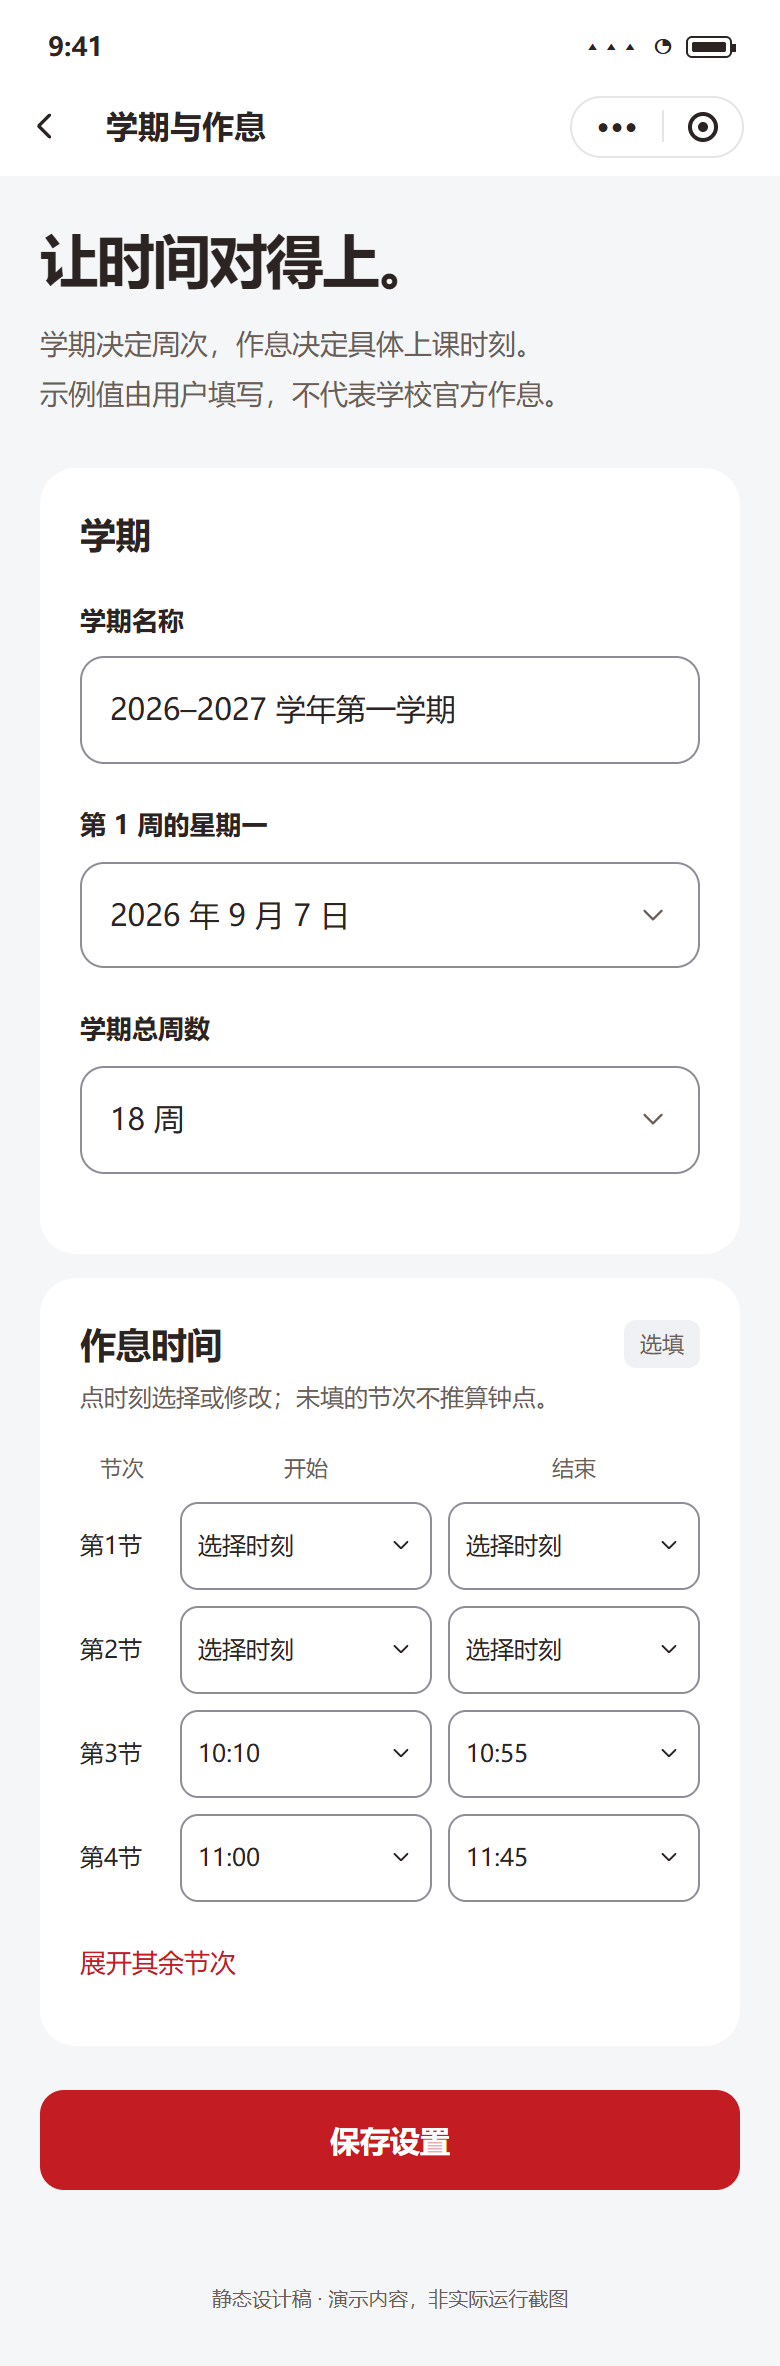 9:41
学期与作息
让时间对得上。
学期决定周次，作息决定具体上课时刻。
示例值由用户填写，不代表学校官方作息。
学期
学期名称
2026–2027 学年第一学期
第 1 周的星期一
2026 年 9 月 7 日
学期总周数
18 周
作息时间 选填
点时刻选择或修改；未填的节次不推算钟点。
节次 开始 结束
第1节 选择时刻 选择时刻
第2节 选择时刻 选择时刻
第3节 10:10 10:55
第4节 11:00 11:45
展开其余节次
保存设置
静态设计稿 · 演示内容，非实际运行截图